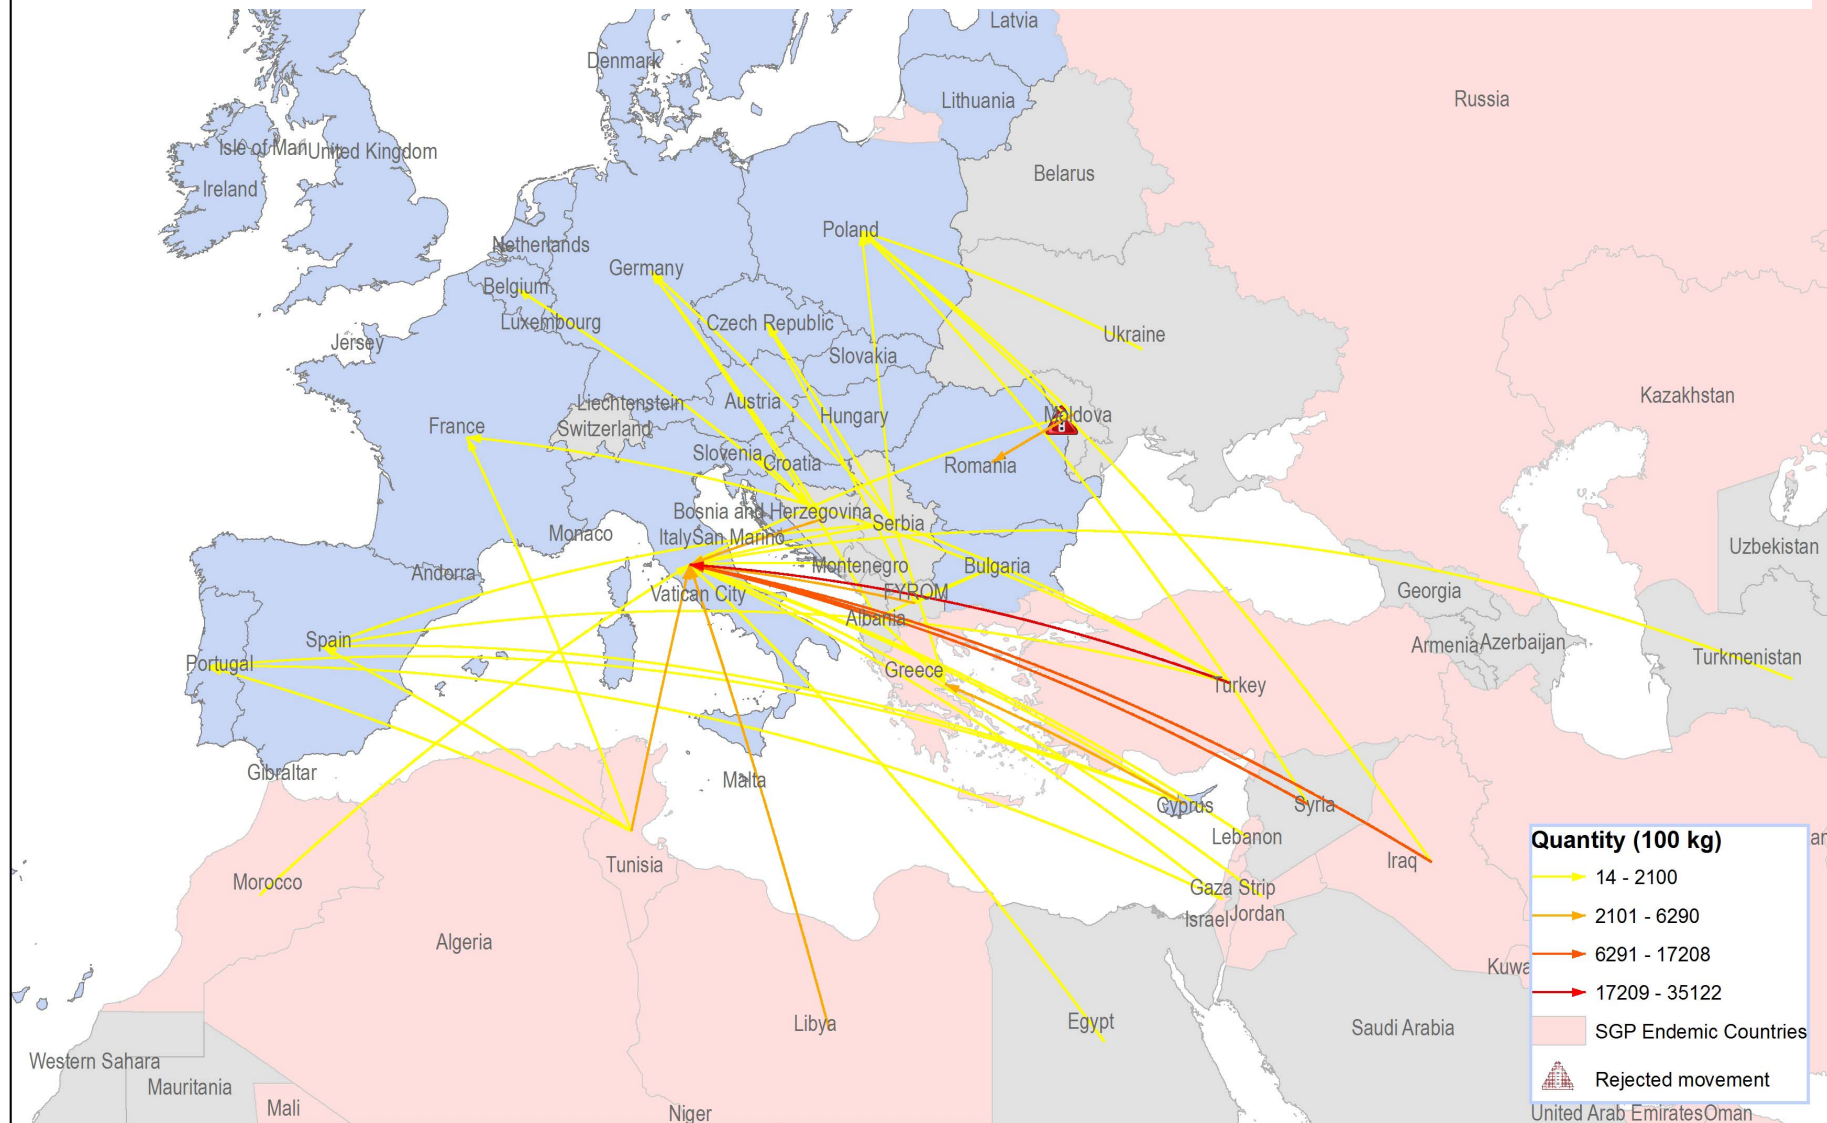 Latvia
Denmark
Lithuania
Russia
Isle of Man
United Kingdom
Ireland
Belarus
Poland
Netherlands
Germany
Belgium
Luxembourg
Czech Republic
Ukraine
Jersey
Slovakia
Kazakhstan
Liechtenstein
Austria
Hungary
Moldova
France
Switzerland
Slovenia
Croatia
Romania
Bosnia and Herzegovina
Serbia
Monaco
Italy
San Marino
Uzbekistan
Andorra
Montenegro
Bulgaria
Vatican City
FYROM
Georgia
Albania
Spain
Armenia
Azerbaijan
Portugal
Greece
Turkey
Turkmenistan
Gibraltar
Malta
Cyprus
Syria
Lebanon
Iraq
Tunisia
Morocco
Gaza Strip
Israel
Jordan
Algeria
Kuwa
Libya
Egypt
Saudi Arabia
Western Sahara
Mauritania
Mali
Niger
United Arab Emirates
Oman
Quantity (100 kg)
14 - 2100
2101 - 6290
6291 - 17208
17209 - 35122
SGP Endemic Countries
Rejected movement